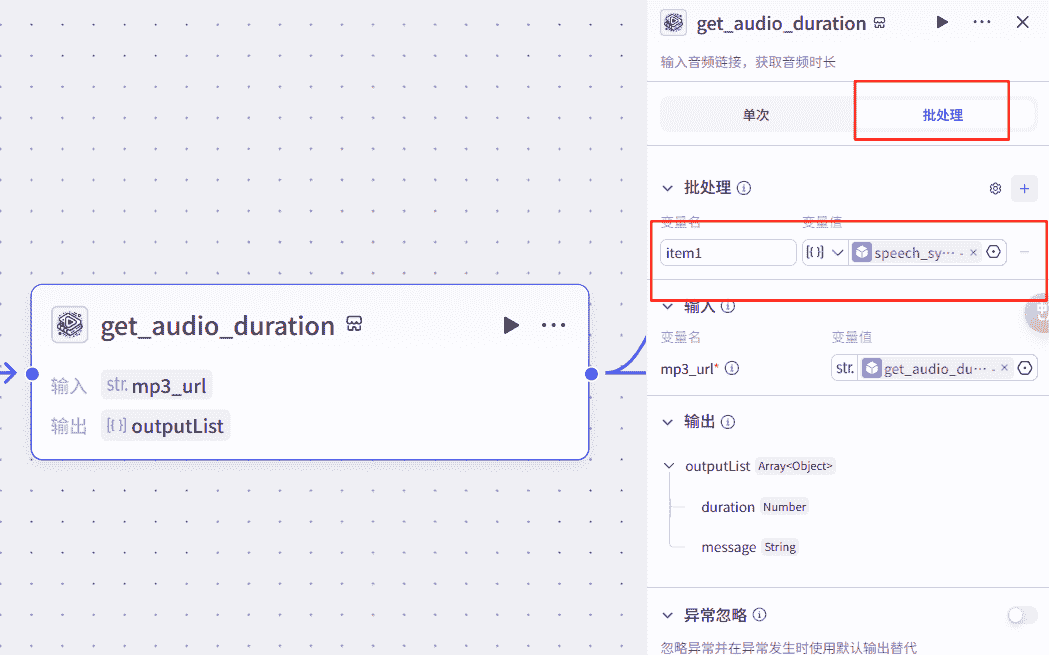 get_audio_duration
输入音频链接，获取音频时长
单次 批处理
批处理
变量名 变量值
item1 [{}] speech_sy··· - ×
输入
变量名 变量值
mp3_url* str. get_audio_du··· - ×
输出
outputList Array<Object>
duration Number
message String
异常忽略
忽略异常并在异常发生时使用默认输出替代
get_audio_duration
输入 str. mp3_url
输出 [{}] outputList